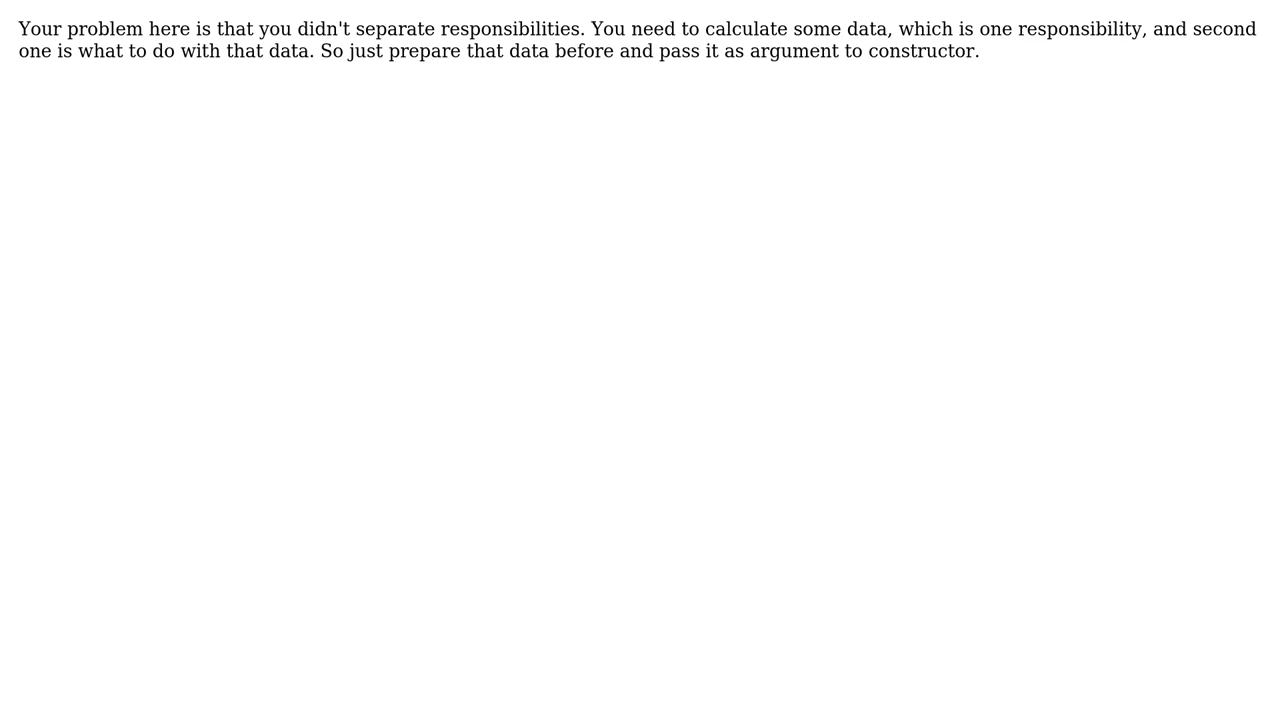 Your problem here is that you didn't separate responsibilities. You need to calculate some data, which is one responsibility, and second
one is what to do with that data. So just prepare that data before and pass it as argument to constructor.